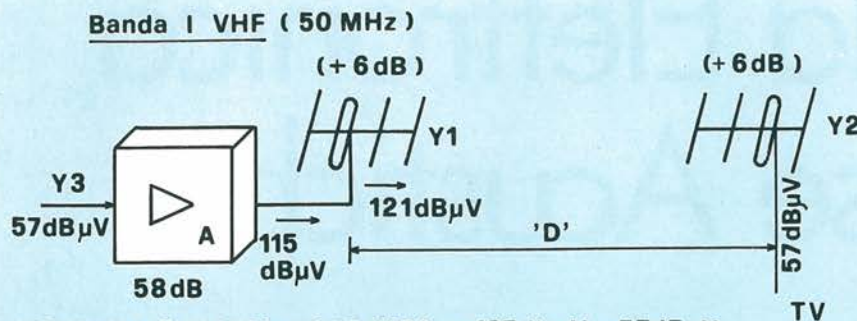 Banda I VHF ( 50 MHz )
(+ 6 dB )
(+ 6 dB )
Y1
Y2
Y3
57dBμV
A
58 dB
115
dBμV
121dBμV
'D'
57dBμV
TV